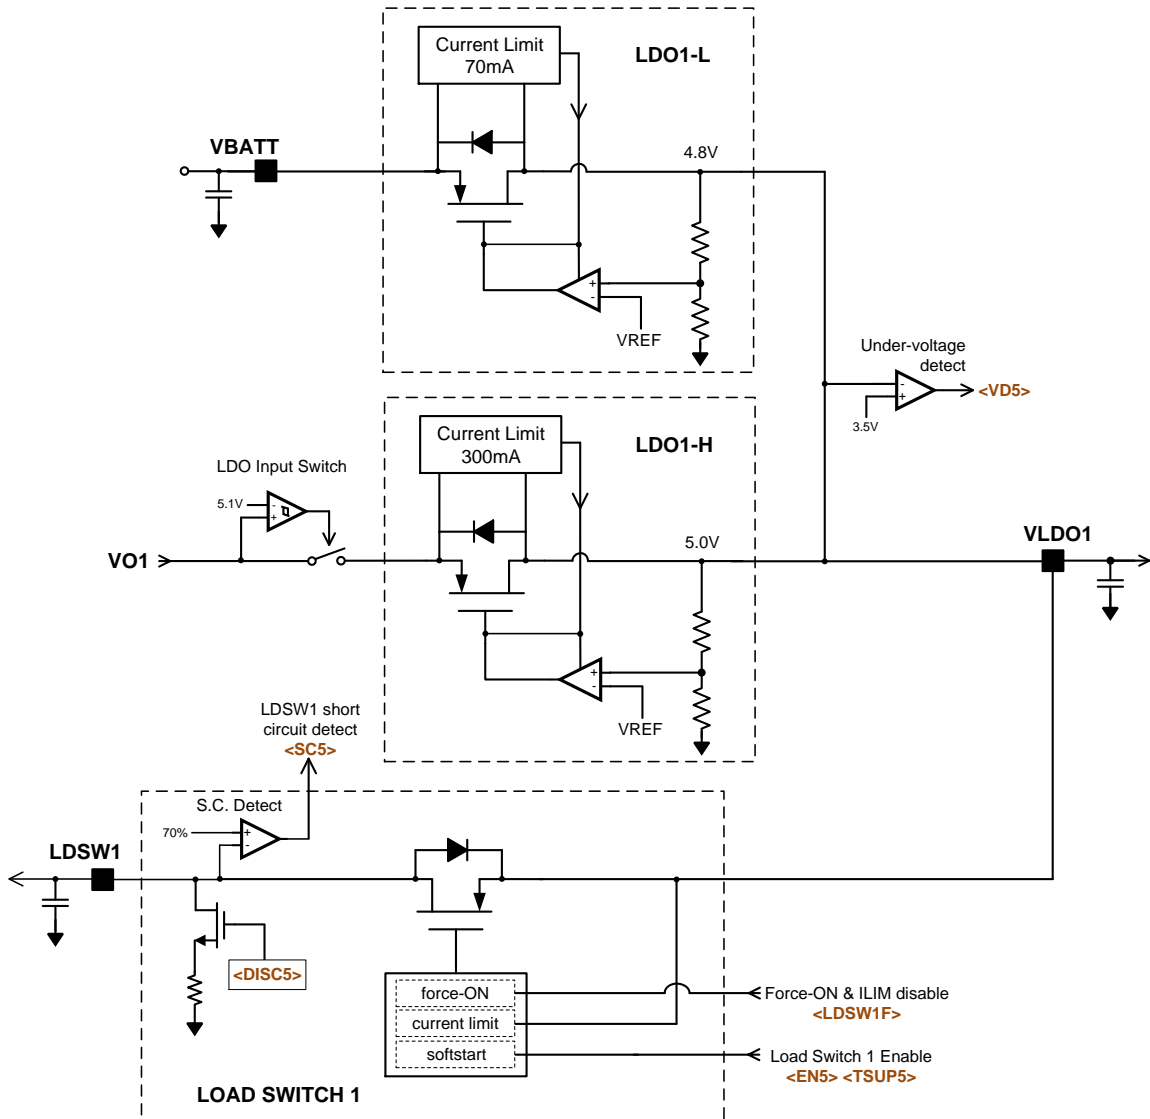 Current Limit
70mA
LDO1-L
VBATT
4.8V
+
-
VREF
Under-voltage
detect
-
+
<VD5>
3.5V
Current Limit
300mA
LDO1-H
LDO Input Switch
5.1V
-
+
VO1
5.0V
VLDO1
+
-
VREF
LDSW1 short
circuit detect
<SC5>
S.C. Detect
70%
+
-
LDSW1
<DISC5>
force-ON
current limit
softstart
Force-ON & ILIM disable
<LDSW1F>
Load Switch 1 Enable
<EN5> <TSUP5>
LOAD SWITCH 1